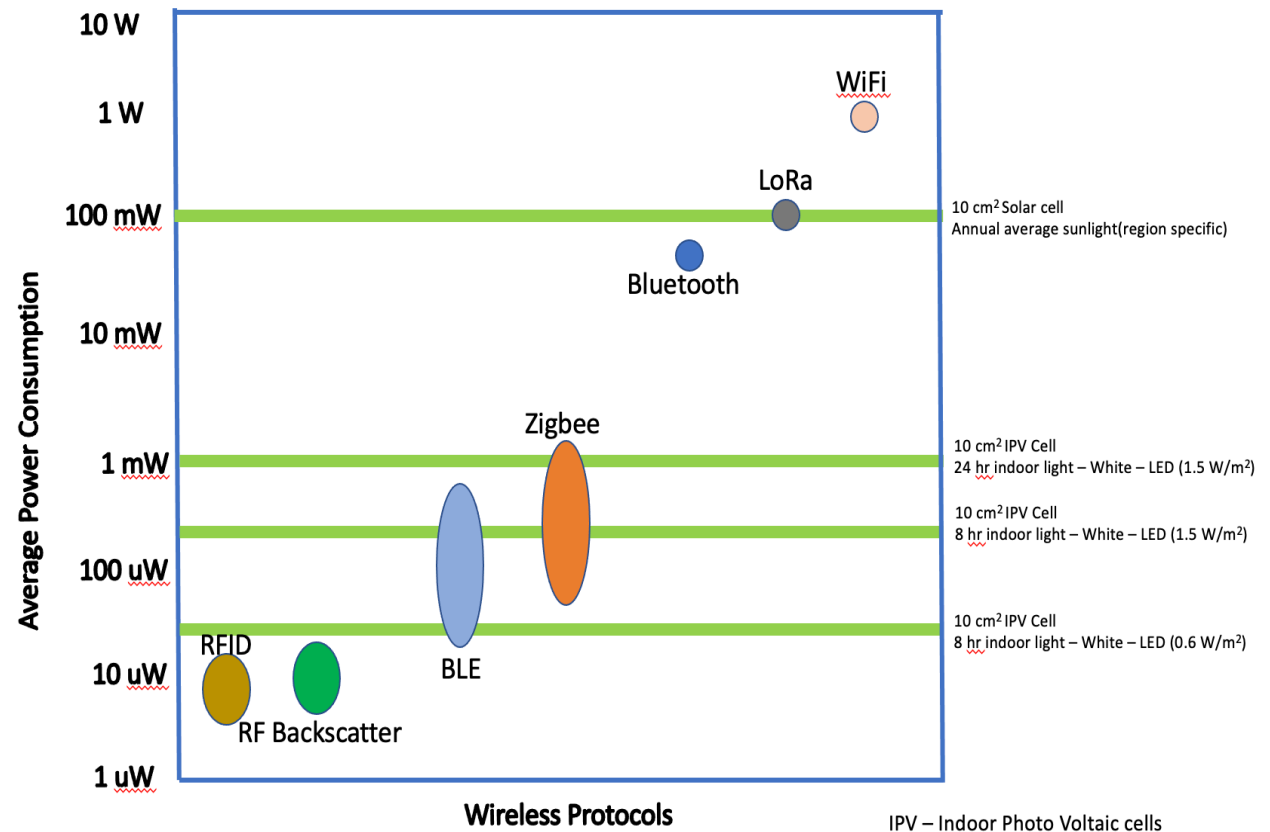 10 W
WiFi
1 W
LoRa
100 mW
10 cm² Solar cell
Annual average sunlight(region specific)
Bluetooth
10 mW
Average Power Consumption
Zigbee
1 mW
10 cm² IPV Cell
24 hr indoor light – White – LED (1.5 W/m²)
10 cm² IPV Cell
8 hr indoor light – White – LED (1.5 W/m²)
100 uW
10 cm² IPV Cell
8 hr indoor light – White – LED (0.6 W/m²)
RFID
BLE
10 uW
RF Backscatter
1 uW
Wireless Protocols
IPV – Indoor Photo Voltaic cells